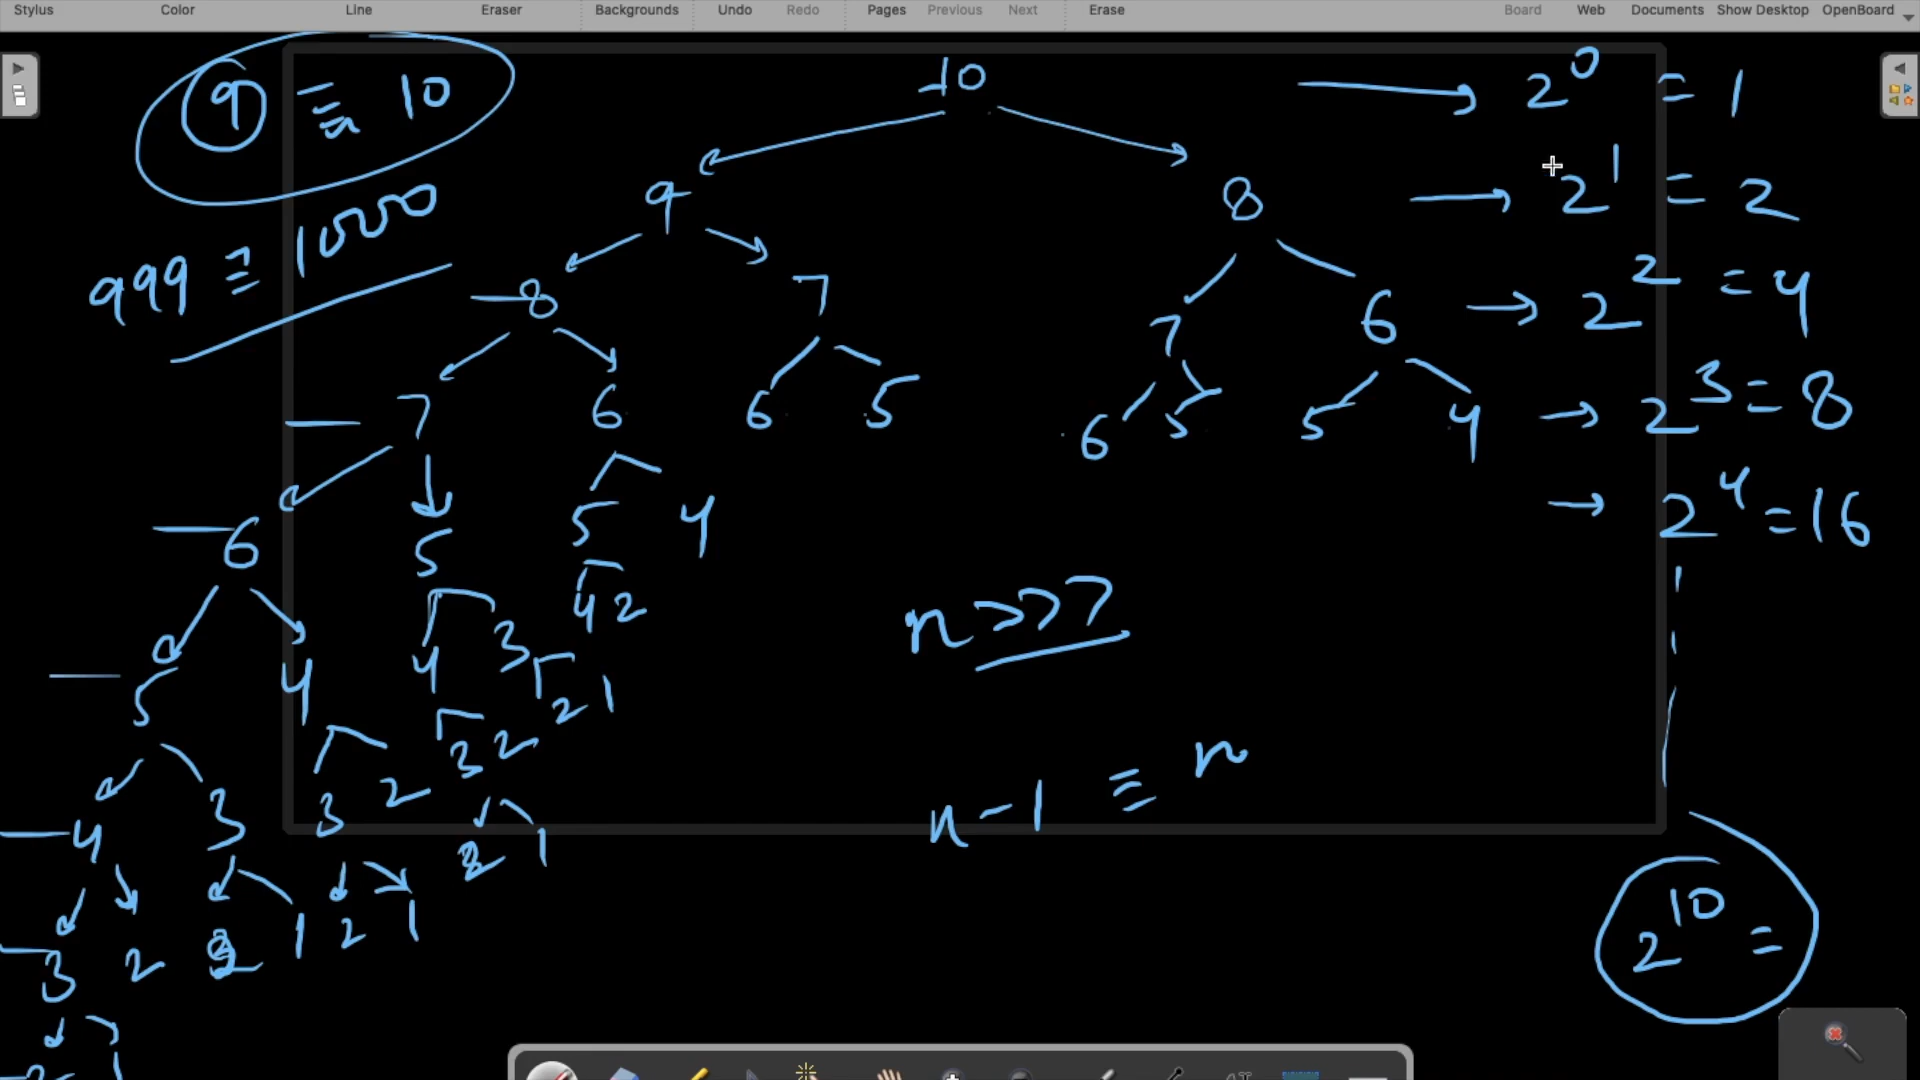 Stylus Color Line Eraser Backgrounds Undo Redo Pages Previous Next Erase Board Web Documents Show Desktop OpenBoard
9 ≡ 10
10 → 2^0 = 1
9 8 → 2^1 = 2
999 ≡ 1000
8 7 7 6 → 2^2 = 4
7 6 6 5 6 5 5 4 → 2^3 = 8
6 5 5 4 → 2^4 = 16
4 2
n >>>
5 4 4 3
2 1
n - 1 ≡ n
4 3 3 2 3 2
2 1
3 2 2 1 2 1
2 1
2^10 =